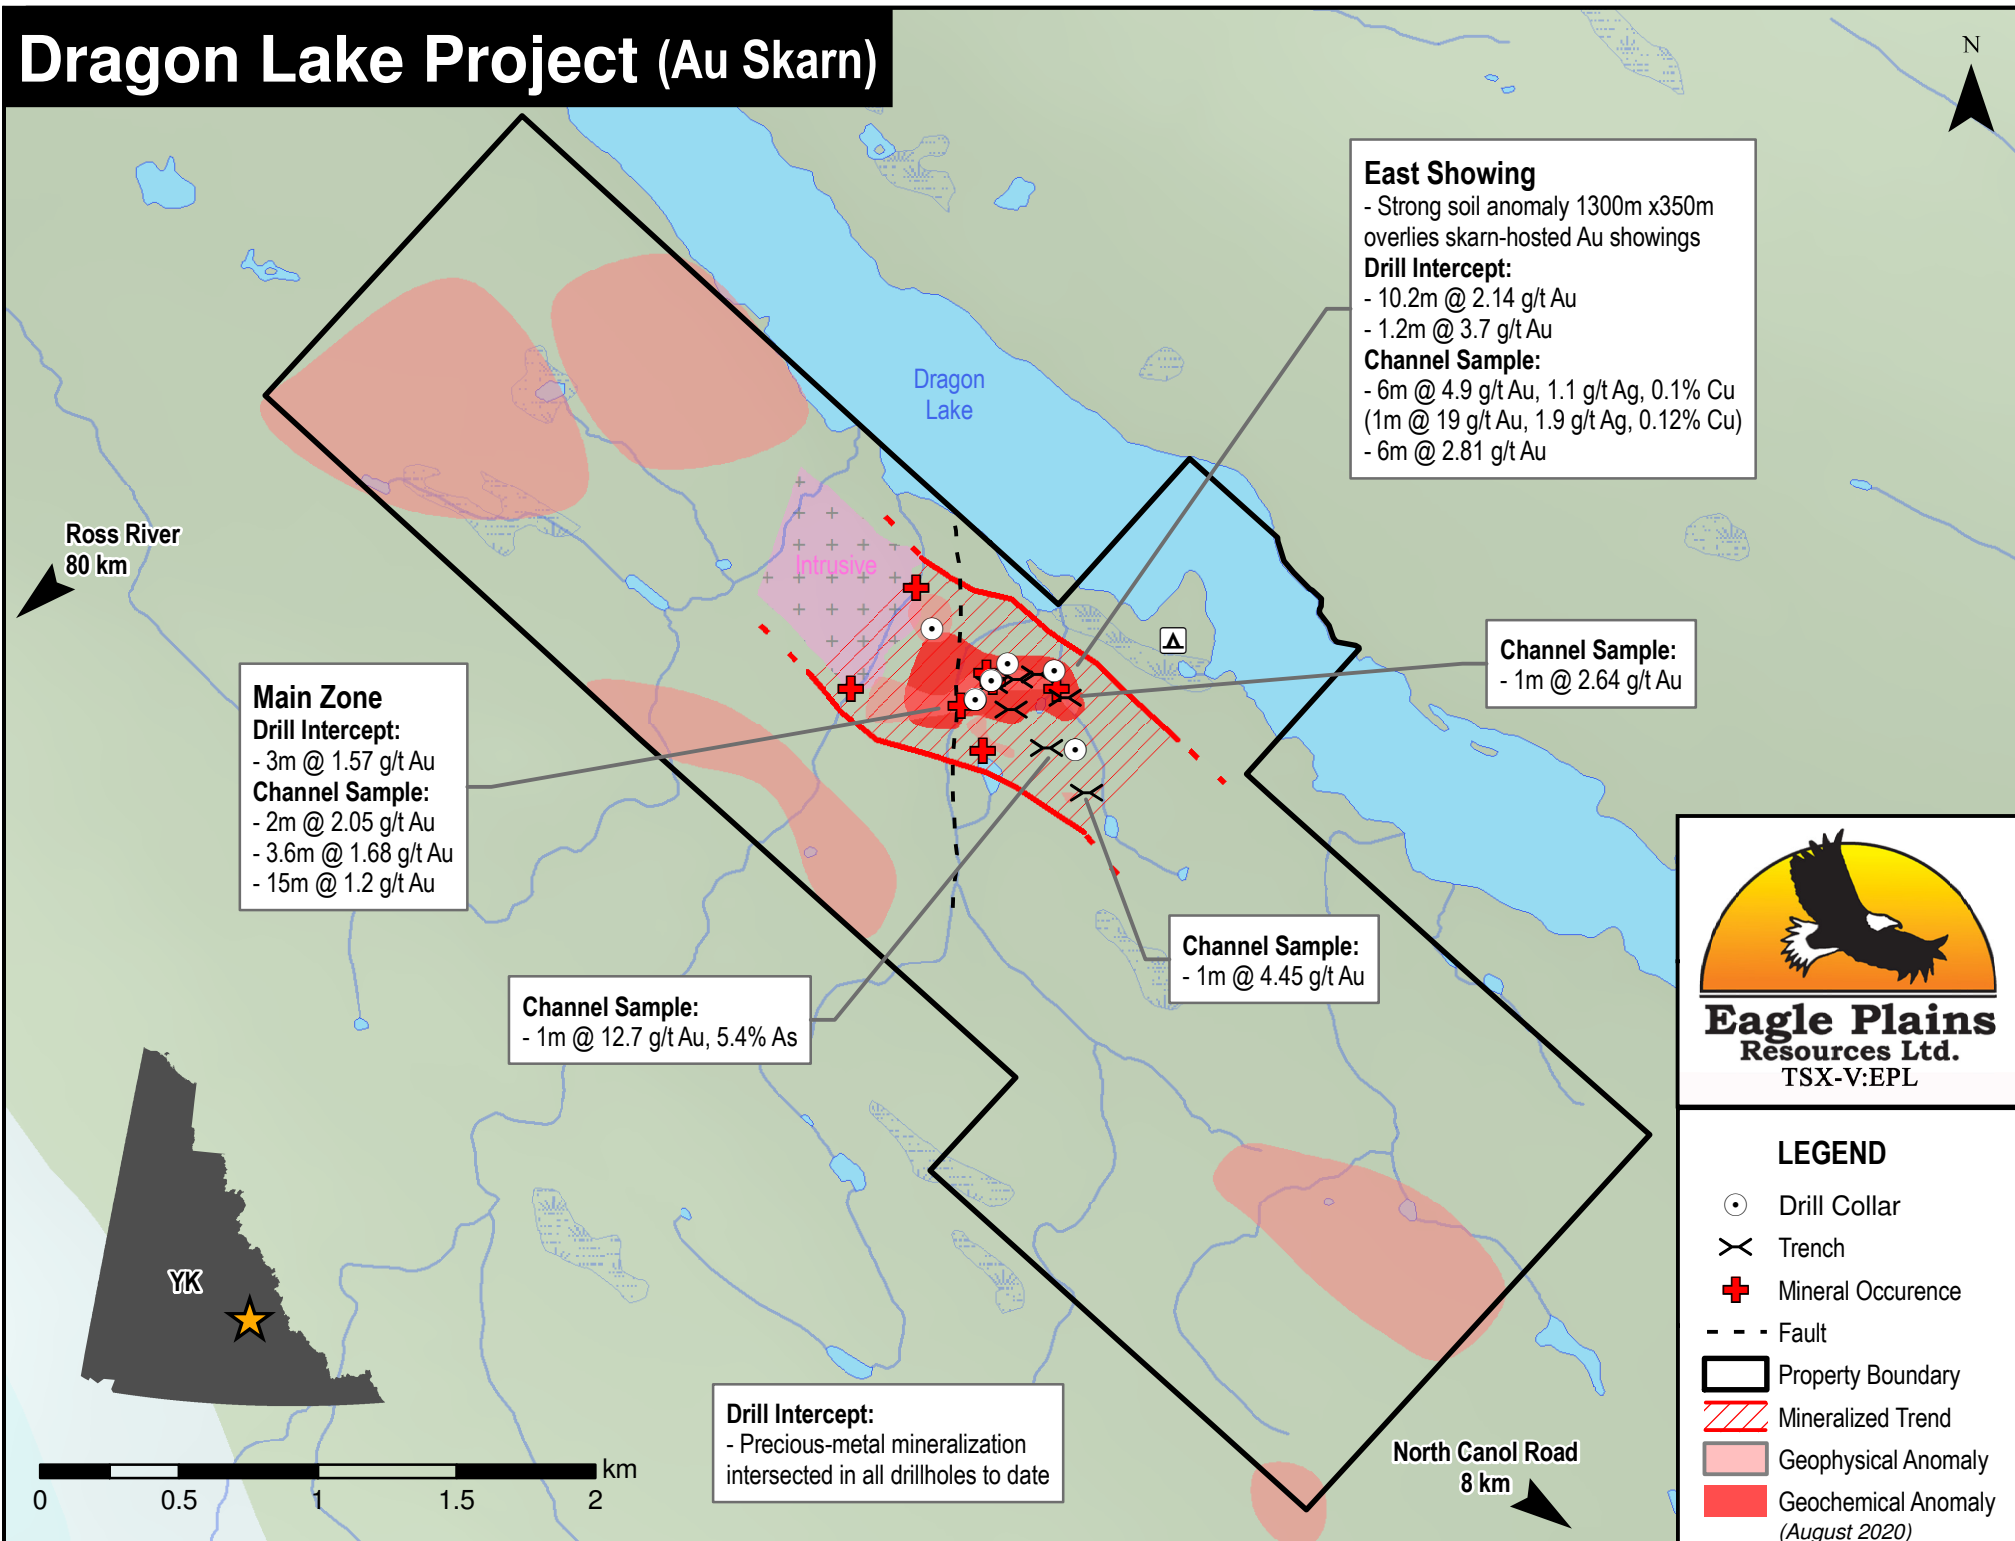 Dragon Lake Project (Au Skarn)
N
East Showing
- Strong soil anomaly 1300m x350m
overlies skarn-hosted Au showings
Drill Intercept:
- 10.2m @ 2.14 g/t Au
- 1.2m @ 3.7 g/t Au
Channel Sample:
- 6m @ 4.9 g/t Au, 1.1 g/t Ag, 0.1% Cu
(1m @ 19 g/t Au, 1.9 g/t Ag, 0.12% Cu)
- 6m @ 2.81 g/t Au
Dragon
Lake
Ross River
80 km
Intrusive
Channel Sample:
- 1m @ 2.64 g/t Au
Main Zone
Drill Intercept:
- 3m @ 1.57 g/t Au
Channel Sample:
- 2m @ 2.05 g/t Au
- 3.6m @ 1.68 g/t Au
- 15m @ 1.2 g/t Au
Channel Sample:
- 1m @ 4.45 g/t Au
Channel Sample:
- 1m @ 12.7 g/t Au, 5.4% As
Eagle Plains
Resources Ltd.
TSX-V:EPL
YK
Drill Intercept:
- Precious-metal mineralization
intersected in all drillholes to date
North Canol Road
8 km
km
0 0.5 1 1.5 2
LEGEND
Drill Collar
Trench
Mineral Occurence
Fault
Property Boundary
Mineralized Trend
Geophysical Anomaly
Geochemical Anomaly
(August 2020)